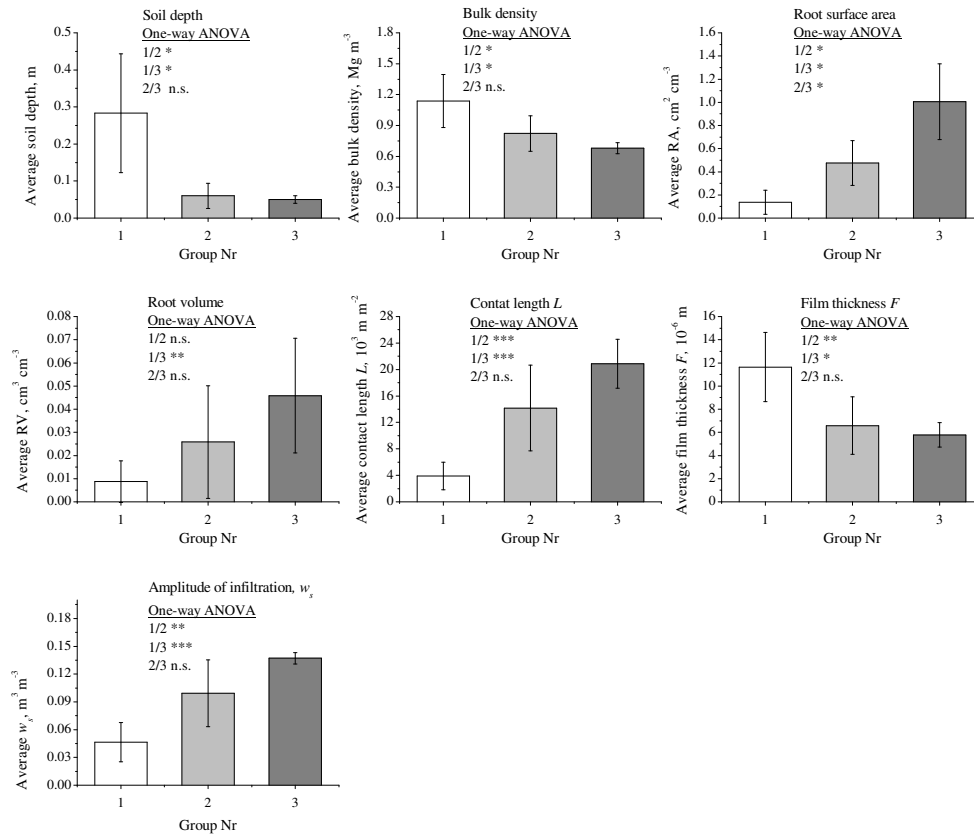 Soil depth
One-way ANOVA
1/2 *
1/3 *
2/3 n.s.
Average soil depth, m
0.5
0.4
0.3
0.2
0.1
0.0
1 2 3
Group Nr
Bulk density
One-way ANOVA
1/2 *
1/3 *
2/3 n.s.
Average bulk density, Mg m⁻³
1.8
1.5
1.2
0.9
0.6
0.3
0.0
1 2 3
Group Nr
Root surface area
One-way ANOVA
1/2 *
1/3 *
2/3 *
Average RA, cm² cm⁻³
1.6
1.4
1.2
1.0
0.8
0.6
0.4
0.2
0.0
1 2 3
Group Nr
Root volume
One-way ANOVA
1/2 n.s.
1/3 **
2/3 n.s.
Average RV, cm³ cm⁻³
0.08
0.07
0.06
0.05
0.04
0.03
0.02
0.01
0.00
1 2 3
Group Nr
Contat length L
One-way ANOVA
1/2 ***
1/3 ***
2/3 n.s.
Average contact length L, 10³ m m⁻²
28
24
20
16
12
8
4
0
1 2 3
Group Nr
Film thickness F
One-way ANOVA
1/2 **
1/3 *
2/3 n.s.
Average film thickness F, 10⁻⁶ m
16
14
12
10
8
6
4
2
0
1 2 3
Group Nr
Amplitude of infiltration, wₛ
One-way ANOVA
1/2 **
1/3 ***
2/3 n.s.
Average wₛ, m³ m⁻³
0.18
0.15
0.12
0.09
0.06
0.03
0.00
1 2 3
Group Nr